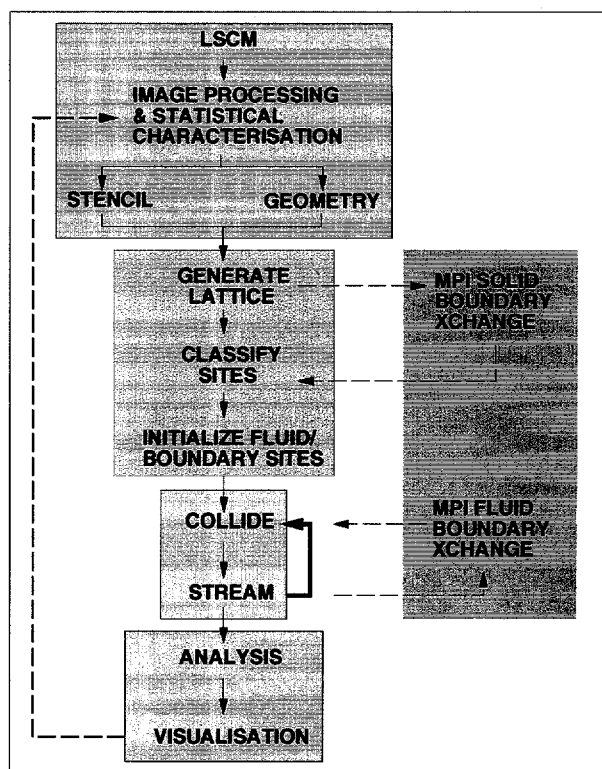 LSCM
IMAGE PROCESSING
& STATISTICAL
CHARACTERISATION
STENCIL
GEOMETRY
GENERATE
LATTICE
MPI SOLID
BOUNDARY
XCHANGE
CLASSIFY
SITES
INITIALIZE FLUID/
BOUNDARY SITES
COLLIDE
MPI FLUID
BOUNDARY
XCHANGE
STREAM
ANALYSIS
VISUALISATION